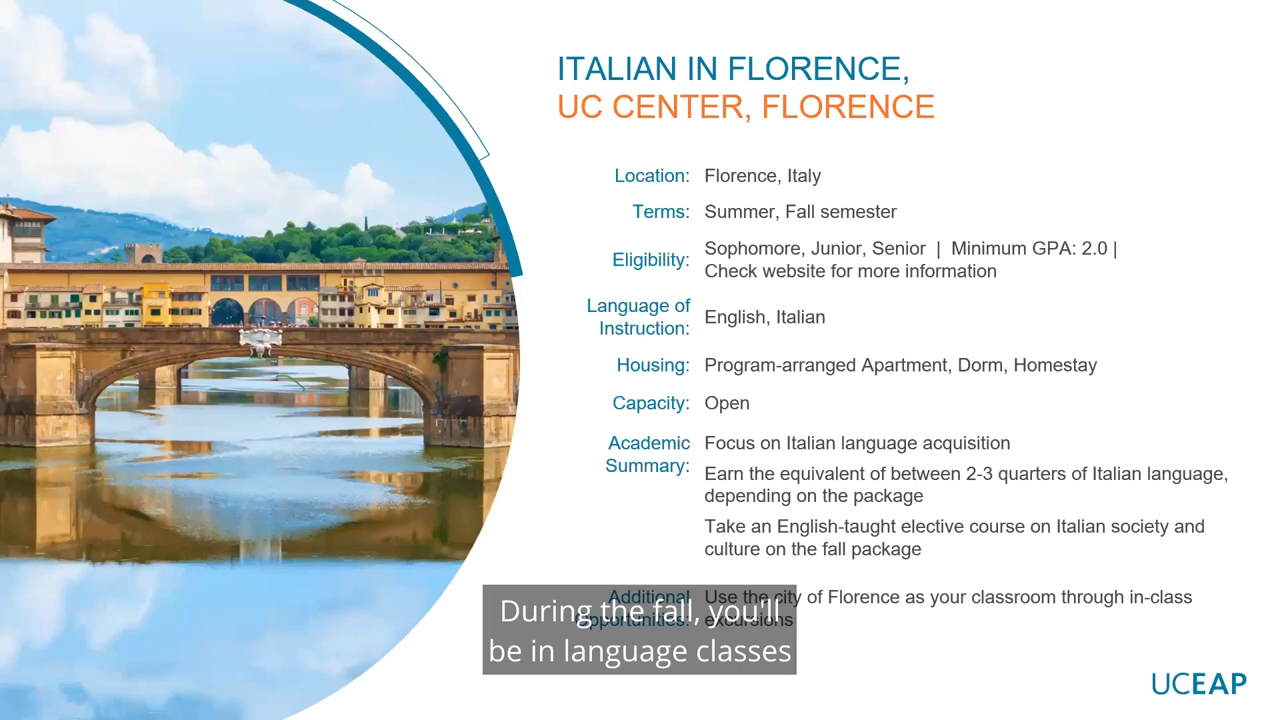 ITALIAN IN FLORENCE,
UC CENTER, FLORENCE
Location: Florence, Italy
Terms: Summer, Fall semester
Eligibility: Sophomore, Junior, Senior | Minimum GPA: 2.0 |
Check website for more information
Language of
Instruction: English, Italian
Housing: Program-arranged Apartment, Dorm, Homestay
Capacity: Open
Academic
Summary: Focus on Italian language acquisition
Earn the equivalent of between 2-3 quarters of Italian language,
depending on the package
Take an English-taught elective course on Italian society and
culture on the fall package
Additional
Opportunities: Use the city of Florence as your classroom through in-class
excursions
During the fall, you'll
be in language classes
UCEAP